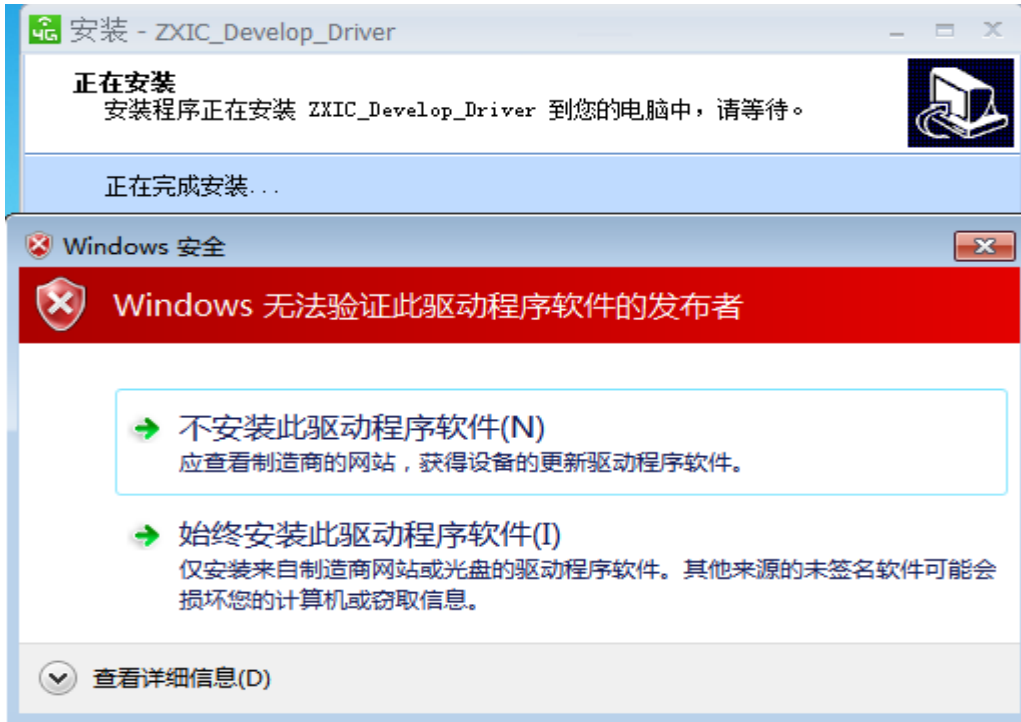 4G 安装 - ZXIC_Develop_Driver
正在安装
安装程序正在安装 ZXIC_Develop_Driver 到您的电脑中，请等待。
正在完成安装...
Windows 安全
Windows 无法验证此驱动程序软件的发布者
不安装此驱动程序软件(N)
应查看制造商的网站，获得设备的更新驱动程序软件。
始终安装此驱动程序软件(I)
仅安装来自制造商网站或光盘的驱动程序软件。其他来源的未签名软件可能会
损坏您的计算机或窃取信息。
查看详细信息(D)